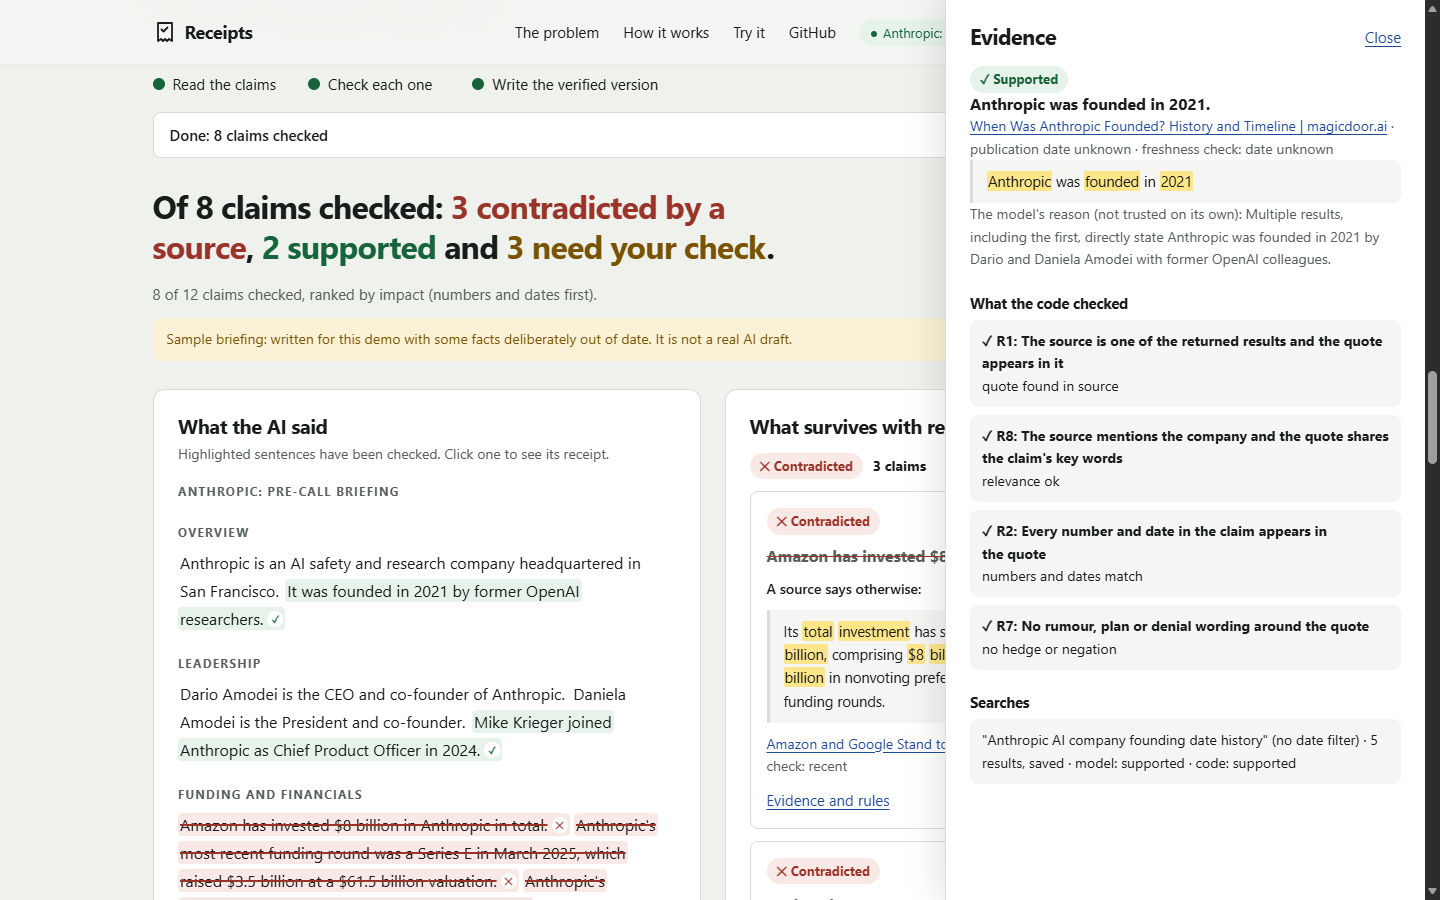 Receipts
The problem
How it works
Try it
GitHub
Anthropic:
Read the claims
Check each one
Write the verified version
Done: 8 claims checked
Of 8 claims checked: 3 contradicted by a
source, 2 supported and 3 need your check.
8 of 12 claims checked, ranked by impact (numbers and dates first).
Sample briefing: written for this demo with some facts deliberately out of date. It is not a real AI draft.
What the AI said
Highlighted sentences have been checked. Click one to see its receipt.
ANTHROPIC: PRE-CALL BRIEFING
OVERVIEW
Anthropic is an AI safety and research company headquartered in
San Francisco. It was founded in 2021 by former OpenAI
researchers. ✓
LEADERSHIP
Dario Amodei is the CEO and co-founder of Anthropic. Daniela
Amodei is the President and co-founder. Mike Krieger joined
Anthropic as Chief Product Officer in 2024. ✓
FUNDING AND FINANCIALS
Amazon has invested $8 billion in Anthropic in total. ✕ Anthropic's
most recent funding round was a Series E in March 2025, which
raised $3.5 billion at a $61.5 billion valuation. ✕ Anthropic's
What survives with re
✕ Contradicted 3 claims
✕ Contradicted
Amazon has invested $8
A source says otherwise:
Its total investment has s
billion, comprising $8 bil
billion in nonvoting prefe
funding rounds.
Amazon and Google Stand to
check: recent
Evidence and rules
✕ Contradicted
Evidence
Close
✓ Supported
Anthropic was founded in 2021.
When Was Anthropic Founded? History and Timeline | magicdoor.ai ·
publication date unknown · freshness check: date unknown
Anthropic was founded in 2021
The model's reason (not trusted on its own): Multiple results,
including the first, directly state Anthropic was founded in 2021 by
Dario and Daniela Amodei with former OpenAI colleagues.
What the code checked
✓ R1: The source is one of the returned results and the quote
appears in it
quote found in source
✓ R8: The source mentions the company and the quote shares
the claim's key words
relevance ok
✓ R2: Every number and date in the claim appears in
the quote
numbers and dates match
✓ R7: No rumour, plan or denial wording around the quote
no hedge or negation
Searches
"Anthropic AI company founding date history" (no date filter) · 5
results, saved · model: supported · code: supported